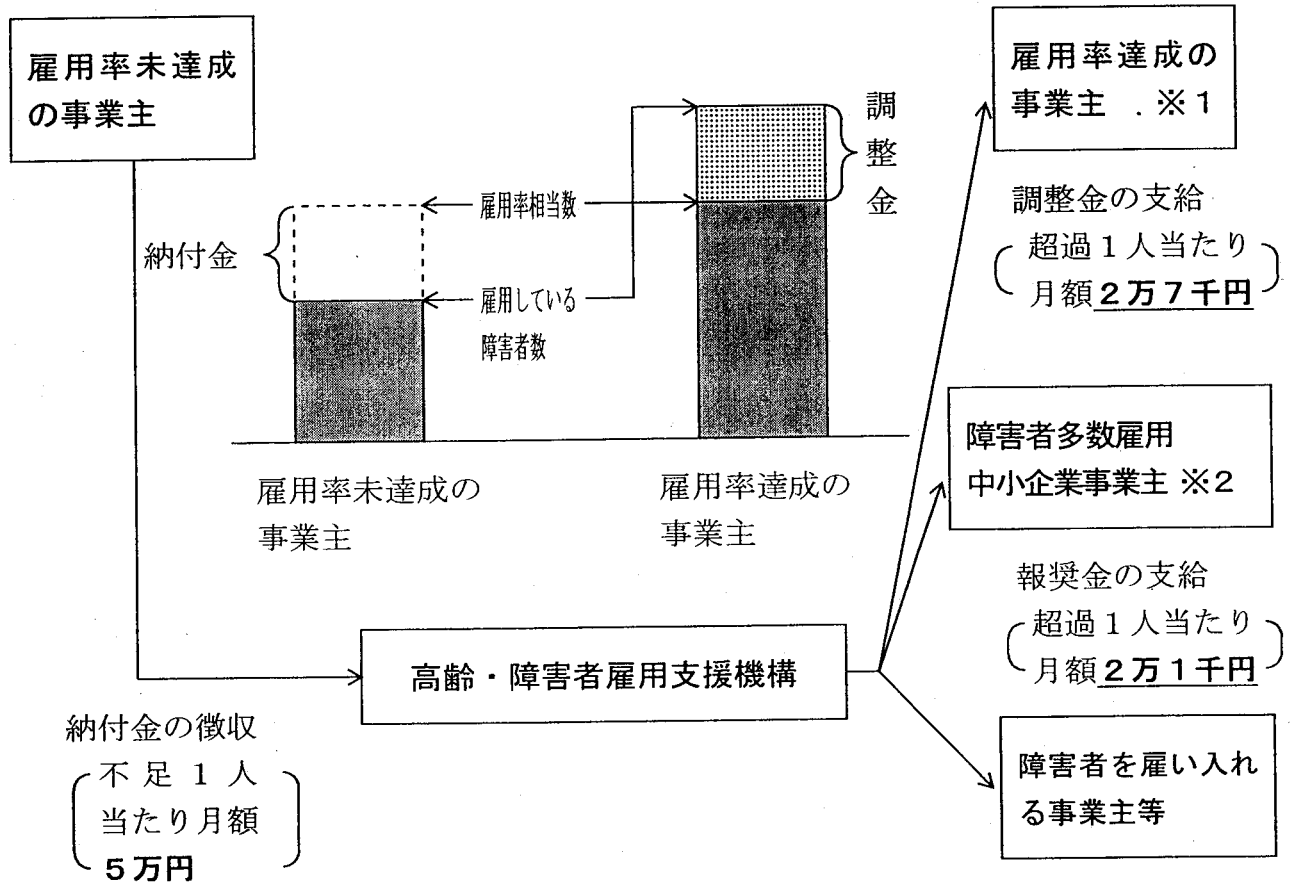 雇用率未達成
の事業主
納付金
雇用率相当数
雇用している
障害者数
調
整
金
雇用率未達成の
事業主
雇用率達成の
事業主
高齢・障害者雇用支援機構
納付金の徴収
不足1人
当たり月額
5万円
雇用率達成の
事業主 . ※1
調整金の支給
超過1人当たり
月額2万7千円
障害者多数雇用
中小企業事業主 ※2
報奨金の支給
超過1人当たり
月額2万1千円
障害者を雇い入れ
る事業主等